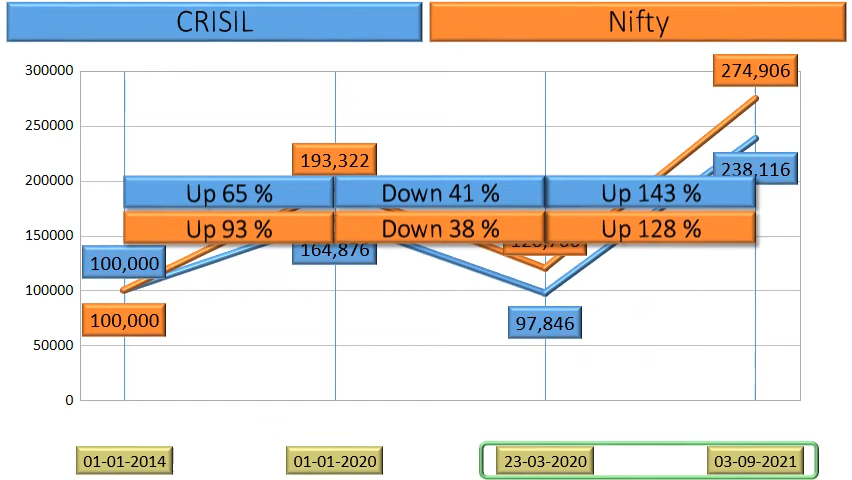 CRISIL
Nifty
300000
274,906
250000
193,322
238,116
200000
Up 65 %
Down 41 %
Up 143 %
Up 93 %
Down 38 %
Up 128 %
150000
164,876
100,000
100000
100,000
97,846
50000
0
01-01-2014
01-01-2020
23-03-2020
03-09-2021